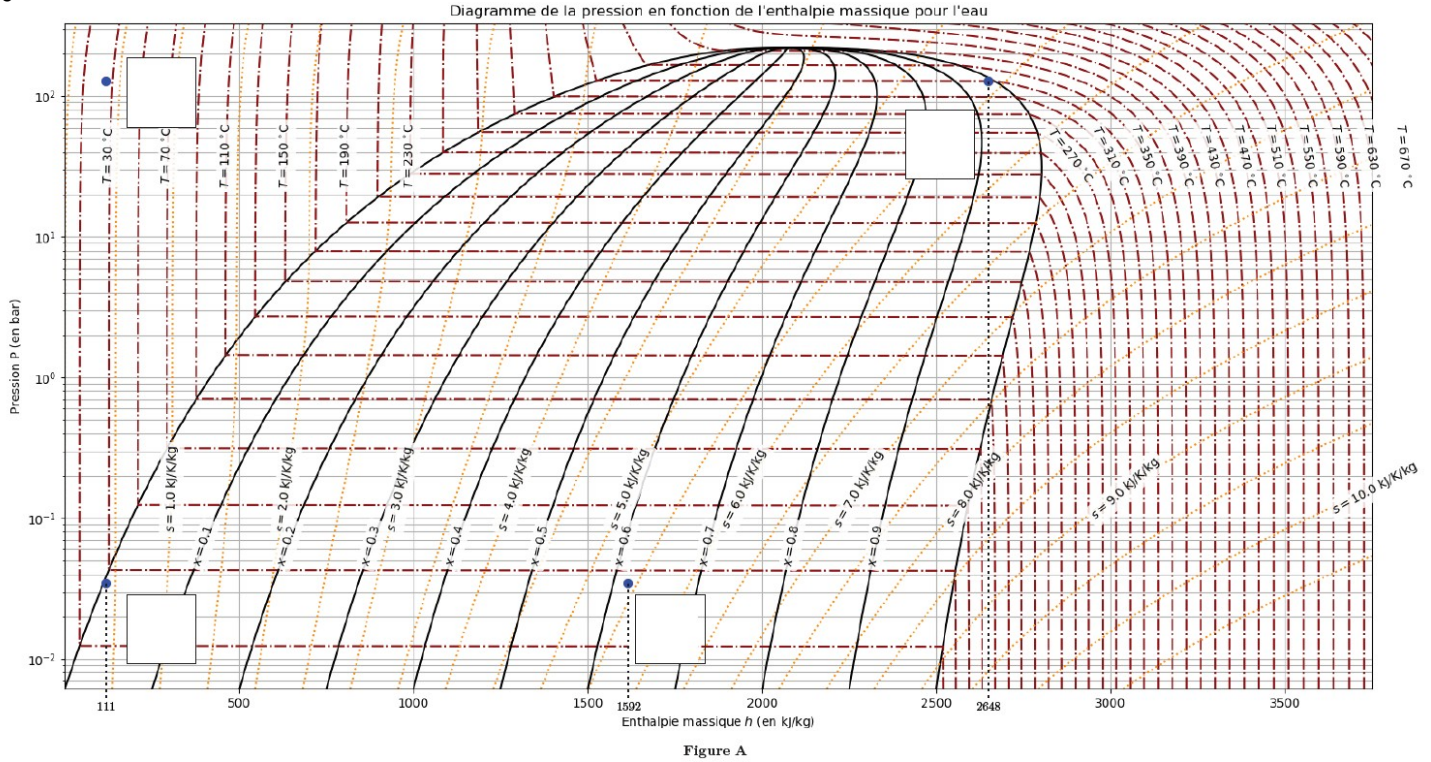 Diagramme de la pression en fonction de l'enthalpie massique pour l'eau
Pression P (en bar)
10²
10¹
10⁰
10⁻¹
10⁻²
T = 30 °C
T = 70 °C
T = 110 °C
T = 150 °C
T = 190 °C
T = 230 °C
T = 270 °C
T = 310 °C
T = 350 °C
T = 390 °C
T = 430 °C
T = 470 °C
T = 510 °C
T = 550 °C
T = 590 °C
T = 630 °C
T = 670 °C
s = 1.0 kJ/K/kg
s = 2.0 kJ/K/kg
s = 3.0 kJ/K/kg
s = 4.0 kJ/K/kg
s = 5.0 kJ/K/kg
s = 6.0 kJ/K/kg
s = 7.0 kJ/K/kg
s = 8.0 kJ/K/kg
s = 9.0 kJ/K/kg
s = 10.0 kJ/K/kg
x = 0.1
x = 0.2
x = 0.3
x = 0.4
x = 0.5
x = 0.6
x = 0.7
x = 0.8
x = 0.9
500 1000 1500 2000 2500 3000 3500
111 1592 2648
Enthalpie massique h (en kJ/kg)
Figure A